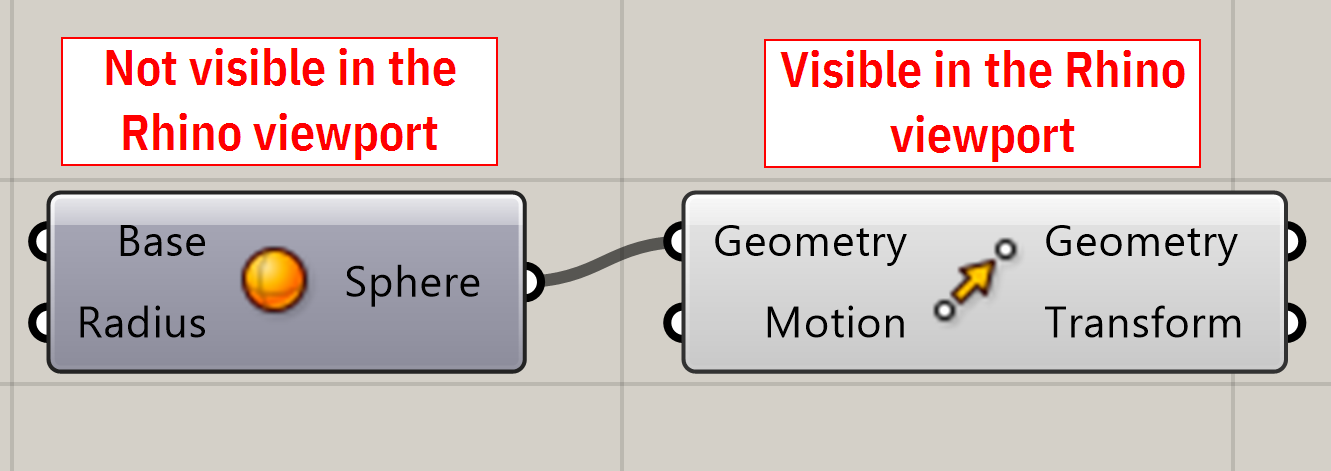 Not visible in the
Rhino viewport
Visible in the Rhino
viewport
Base
Radius
Sphere
Geometry
Motion
Geometry
Transform